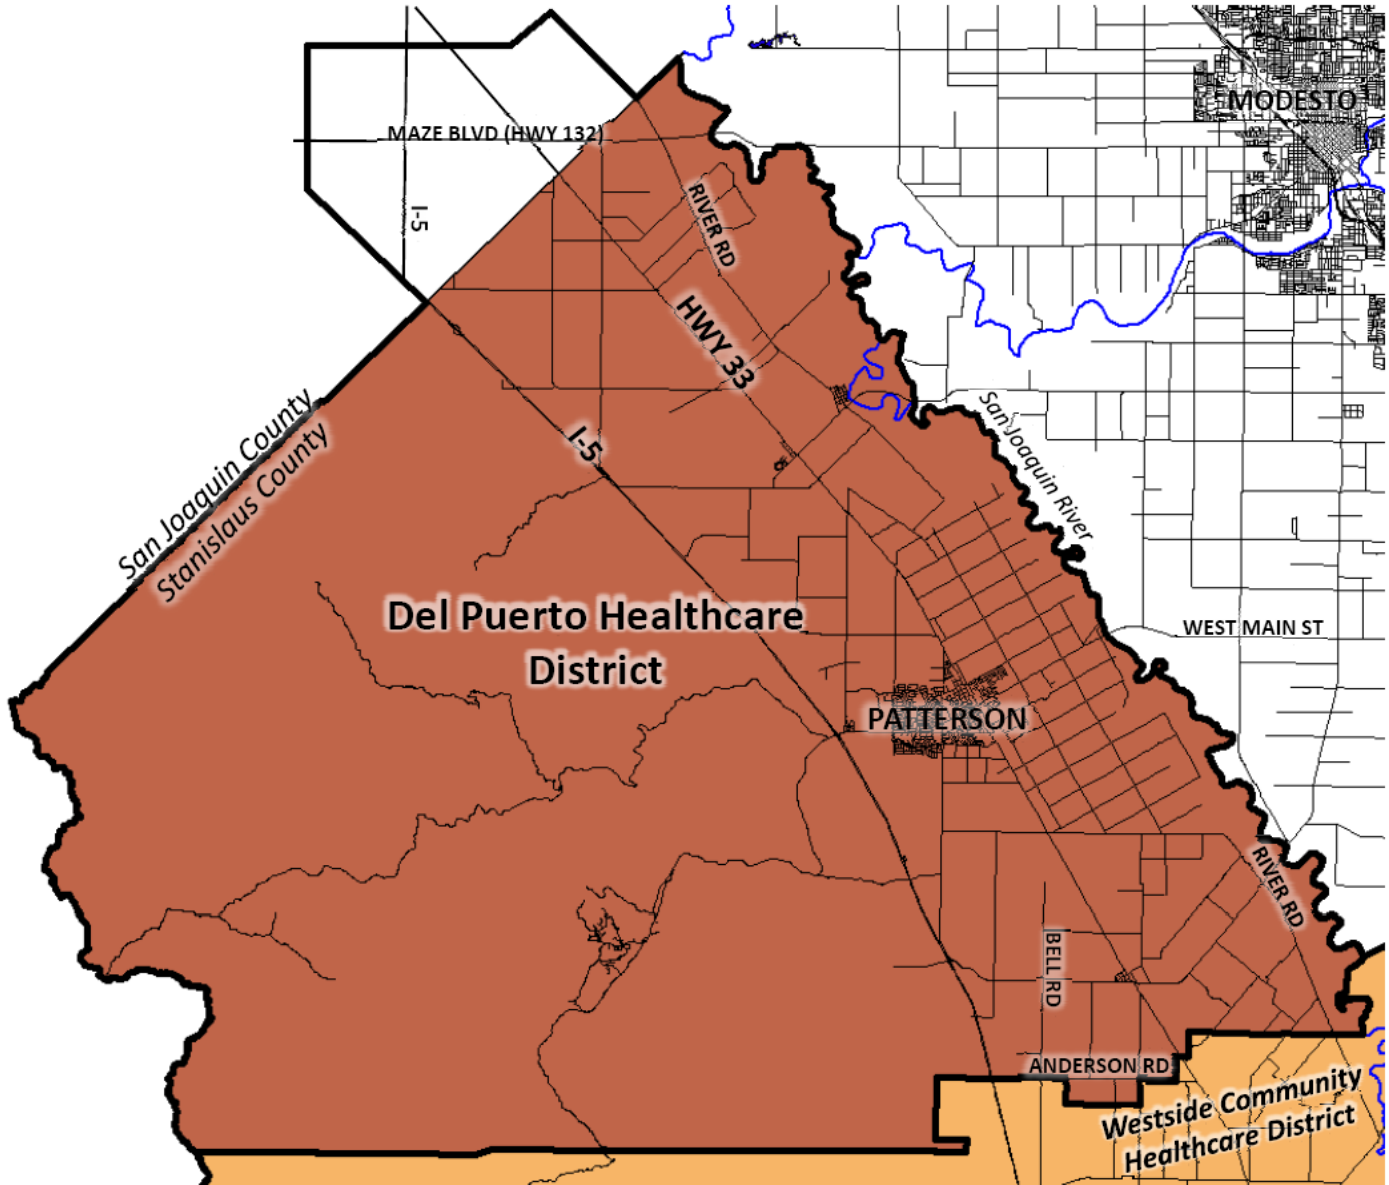 MODESTO
MAZE BLVD (HWY 132)
I-5
RIVER RD
HWY 33
San Joaquin County
Stanislaus County
I-5
San Joaquin River
Del Puerto Healthcare
District
WEST MAIN ST
PATTERSON
RIVER RD
BELL RD
ANDERSON RD
Westside Community
Healthcare District